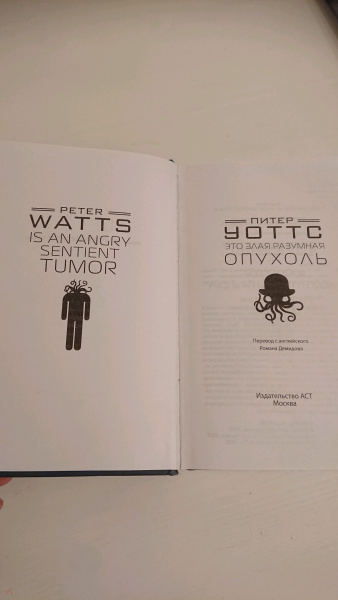 PETER
WATTS
IS AN ANGRY
SENTIENT
TUMOR
ПИТЕР
УОТТС
ЭТО ЗЛАЯ РАЗУМНАЯ
ОПУХОЛЬ
Перевод с английского
Романа Демидова
Издательство АСТ
Москва